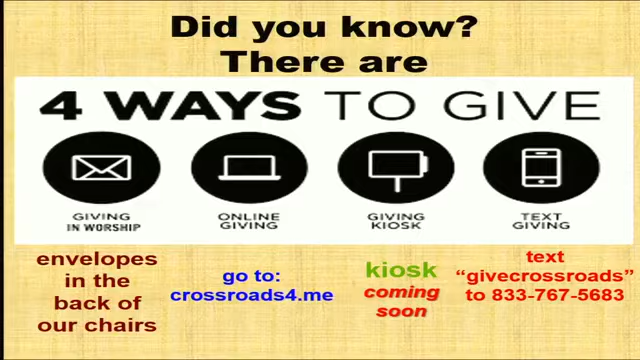 Did you know?
There are
4 WAYS TO GIVE
GIVING
IN WORSHIP
ONLINE
GIVING
GIVING
KIOSK
TEXT
GIVING
envelopes
in the
back of
our chairs
go to:
crossroads4.me
kiosk
coming
soon
text
“givecrossroads”
to 833-767-5683